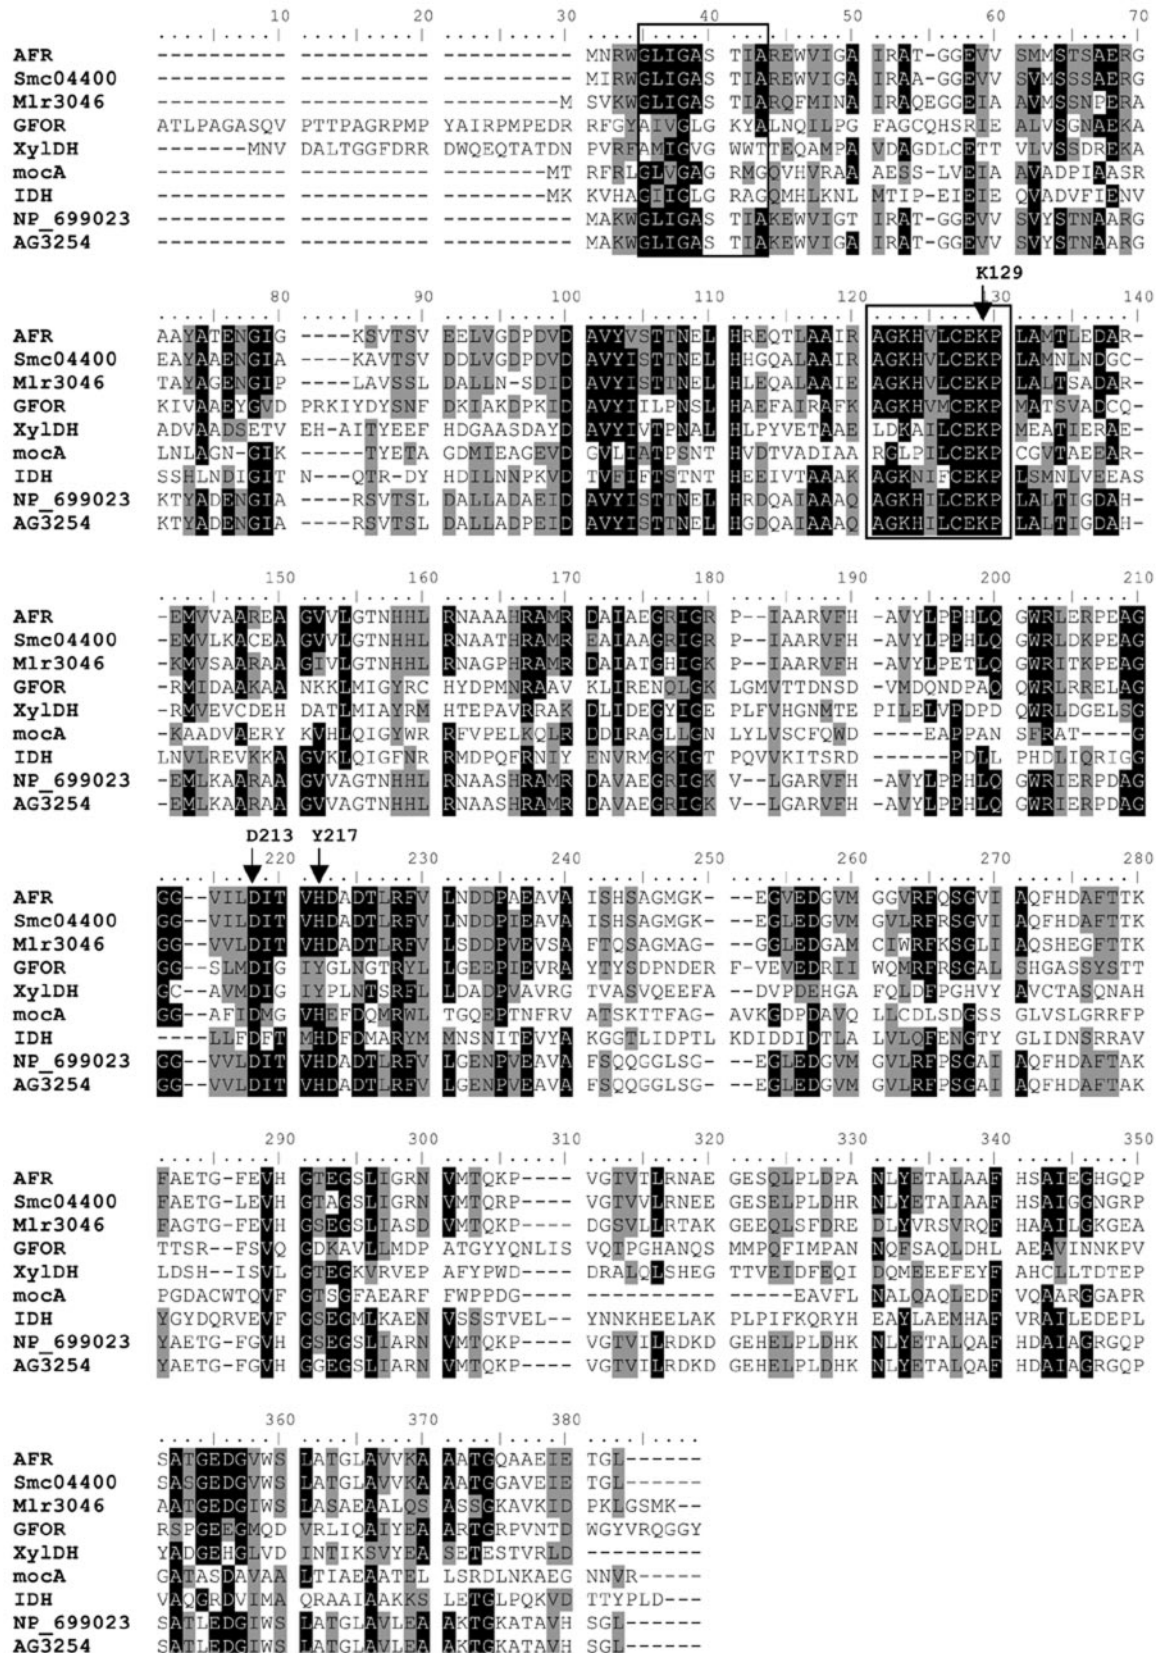 10 20 30 40 50 60 70
AFR ---------- ---------- ---------- MNRWGLIGAS TIAREWVIGA IRAT-GGEVV SMMSTSAERG
Smc04400 ---------- ---------- ---------- MIRWGLIGAS TIAREWVIGA IRAA-GGEVV SVMSSSAERG
Mlr3046 ---------- ---------- ---------M SVKWGLIGAS TIARQFMINA IRAQEGGEIA AVMSSNPERA
GFOR ATLPAGASQV PTTPAGRPMP YAIRPMPEDR RFGYAIVGLG KYALNQILPG FAGCQHSRIE ALVSGNAEKA
XylDH -------MNV DALTGGFDRR DWQEQTATDN PVRFAMIGVG WWTTEQAMPA VDAGDLCETT VLVSSDREKA
mocA ---------- ---------- --------MT RFRLGLVGAG RMGQVHVRAA AESS-LVEIA AVADPIAASR
IDH ---------- ---------- --------MK KVHAGIIGLG RAGQMHLKNL MTIP-EIEIE QVADVFIENV
NP_699023 ---------- ---------- ---------- MAKWGLIGAS TIAKEWVIGT IRAT-GGEVV SVYSTNAARG
AG3254 ---------- ---------- ---------- MAKWGLIGAS TIAKEWVIGA IRAT-GGEVV SVYSTNAARG
K129
80 90 100 110 120 130 140
AFR AAYATENGIG ----KSVTSV EELVGDPDVD AVYVSTTNEL HREQTLAAIR AGKHVLCEKP LAMTLEDAR-
Smc04400 EAYAAENGIA ----KAVTSV DDLVGDPDVD AVYISTTNEL HHGQALAAIR AGKHVLCEKP LAMNLNDGC-
Mlr3046 TAYAGENGIP ----LAVSSL DALLN-SDID AVYISTTNEL HLEQALAAIE AGKHVLCEKP LALTSADAR-
GFOR KIVAAEYGVD PRKIYDYSNF DKIAKDPKID AVYIILPNSL HAEFAIRAFK AGKHVMCEKP MATSVADCQ-
XylDH ADVAADSETV EH-AITYEEF HDGAASDAYD AVYIVTPNAL HLPYVETAAE LDKAILCEKP MEATIERAE-
mocA LNLAGN-GIK ----TYETA GDMIEAGEVD GVLIATPSNT HVDTVADIAA RGLPILCEKP CGVTAEEAR-
IDH SSHLNDIGIT N---QTR-DY HDILNNPKVD TVFIFTSTNT HEEIVTAAAK AGKNIFCEKP LSMNLVEEAS
NP_699023 KTYADENGIA ----RSVTSL DALLADAEID AVYISTTNEL HRDQAIAAAQ AGKHILCEKP LALTIGDAH-
AG3254 KTYADENGIA ----RSVTSL DALLADPEID AVYISTTNEL HGDQAIAAAQ AGKHILCEKP LALTIGDAH-
150 160 170 180 190 200 210
AFR -EMVVAAREA GVVLGTNHHL RNAAAHRAMR DAIAEGRIGR P--IAARVFH -AVYLPPHLQ GWRLERPEAG
Smc04400 -EMVLKACEA GVVLGTNHHL RNAATHRAMR EAIAAGRIGR P--IAARVFH -AVYLPPHLQ GWRLDKPEAG
Mlr3046 -KMVSAARAA GIVLGTNHHL RNAGPHRAMR DAIATGHIGK P--IAARVFH -AVYLPETLQ GWRITKPEAG
GFOR -RMIDAAKAA NKKLMIGYRC HYDPMNRAAV KLIRENQLGK LGMVTTDNSD -VMDQNDPAQ QWRLRRELAG
XylDH -RMVEVCDEH DATLMIAYRM HTEPAVRRAK DLIDEGYIGE PLFVHGNMTE PILELVPDPD QWRLDGELSG
mocA -KAADVAERY KVHLQIGYWR RFVPELKQLR DDIRAGLLGN LYLVSCFQWD ----EAPPAN SFRAT----G
IDH LNVLREVKKA GVKLQIGFNR RMDPQFRNIY ENVRMGKIGT PQVVKITSRD ------PDLL PHDLIQRIGG
NP_699023 -EMLKAARAA GVVAGTNHHL RNAASHRAMR DAVAEGRIGK V--LGARVFH -AVYLPPHLQ GWRIERPDAG
AG3254 -EMLKAARAA GVVAGTNHHL RNAASHRAMR DAVAEGRIGK V--LGARVFH -AVYLPPHLQ GWRIERPDAG
D213 Y217
220 230 240 250 260 270 280
AFR GG--VILDIT VHDADTLRFV LNDDPAEAVA ISHSAGMGK- --EGVEDGVM GGVRFQSGVI AQFHDAFTTK
Smc04400 GG--VILDIT VHDADTLRFV LNDDPIEAVA ISHSAGMGK- --EGLEDGVM GVLRFRSGVI AQFHDAFTTK
Mlr3046 GG--VVLDIT VHDADTLRFV LSDDPVEVSA FTQSAGMAG- --GGLEDGAM CIWRFKSGLI AQSHEGFTTK
GFOR GG--SLMDIG IYGLNGTRYL LGEEPIEVRA YTYSDPNDER F-VEVEDRII WQMRFRSGAL SHGASSYSTT
XylDH GC--AVMDIG IYPLNTSRFL LDADPVAVRG TVASVQEEFA --DVPDEHGA FQLDFPGHVY AVCTASQNAH
mocA GG--AFIDMG VHEFDQMRWL TGQEPTNFRV ATSKTTFAG- AVKGDPDAVQ LLCDLSDGSS GLVSLGRRFP
IDH ----LLFDFT MHDFDMARYM MNSNITEVYA KGGTLIDPTL KDIDDIDTLA LVLQFENGTY GLIDNSRRAV
NP_699023 GG--VVLDIT VHDADTLRFV LGENPVEAVA FSQQGGLSG- --EGLEDGVM GVLRFPSGAI AQFHDAFTAK
AG3254 GG--VVLDIT VHDADTLRFV LGENPVEAVA FSQQGGLSG- --EGLEDGVM GVLRFPSGAI AQFHDAFTAK
290 300 310 320 330 340 350
AFR FAETG-FEVH GTEGSLIGRN VMTQKP---- VGTVTLRNAE GESQLPLDPA NLYETALAAF HSAIEGHGQP
Smc04400 FAETG-LEVH GTAGSLIGRN VMTQRP---- VGTVVLRNEE GESELPLDHR NLYETALAAF HSAIEGNGRP
Mlr3046 FAGTG-FEVH GSEGSLIASD VMTQKP---- DGSVLLRTAK GEEQLSFDRE DLYVRSVRQF HAAILGKGEA
GFOR TTSR--FSVQ GDKAVLLMDP ATGYYQNLIS VQTPGHANQS MMPQFIMPAN NQFSAQLDHL AEAVINNKPV
XylDH LDSH--ISVL GTEGKVRVEP AFYPWD---- DRALQLSHEG TTVEIDFEQI DQMEEEFEYF AHCLLTDTEP
mocA PGDACWTQVF GTSGFAEARF FWPPDG---- ----------EAVFL NALQAQLEDF VQAARGGAPR
IDH YGYDQRVEVF GSEGMLKAEN VSSSTVEL-- YNNKHEELAK PLPIFKQRYH EAYLAEMHAF VRAILEDEPL
NP_699023 YAETG-FGVH GSEGSLIARN VMTQKP---- VGTVILRDKD GEHELPLDHK NLYETALQAF HDAIAGRGQP
AG3254 YAETG-FGVH GGEGSLIARN VMTQKP---- VGTVILRDKD GEHELPLDHK NLYETALQAF HDAIAGRGQP
360 370 380
AFR SATGEDGVWS LATGLAVVKA AATGQAAEIE TGL-----
Smc04400 SASGEDGVWS LATGLAVVKA AATGGAVEIE TGL-----
Mlr3046 AATGEDGIWS LASAEAALQS ASSGKAVKID PKLGSMK--
GFOR RSPGEEGMQD VRLIQAIYEA ARTGRPVNTD WGYVRQGGY
XylDH YADGEHGLVD INTIKSVYEA SETESTVRLD --------
mocA GATASDAVAA LTIAEAATEL LSRDLNKAEG NNVR----
IDH VAQGRDVIMA QRAAIAAKKS LETGLPQKVD TTYPLD---
NP_699023 SATLEDGIWS LATGLAVLEA AKTGKATAVH SGL------
AG3254 SATLEDGIWS LATGLAVLEA AKTGKATAVH SGL------